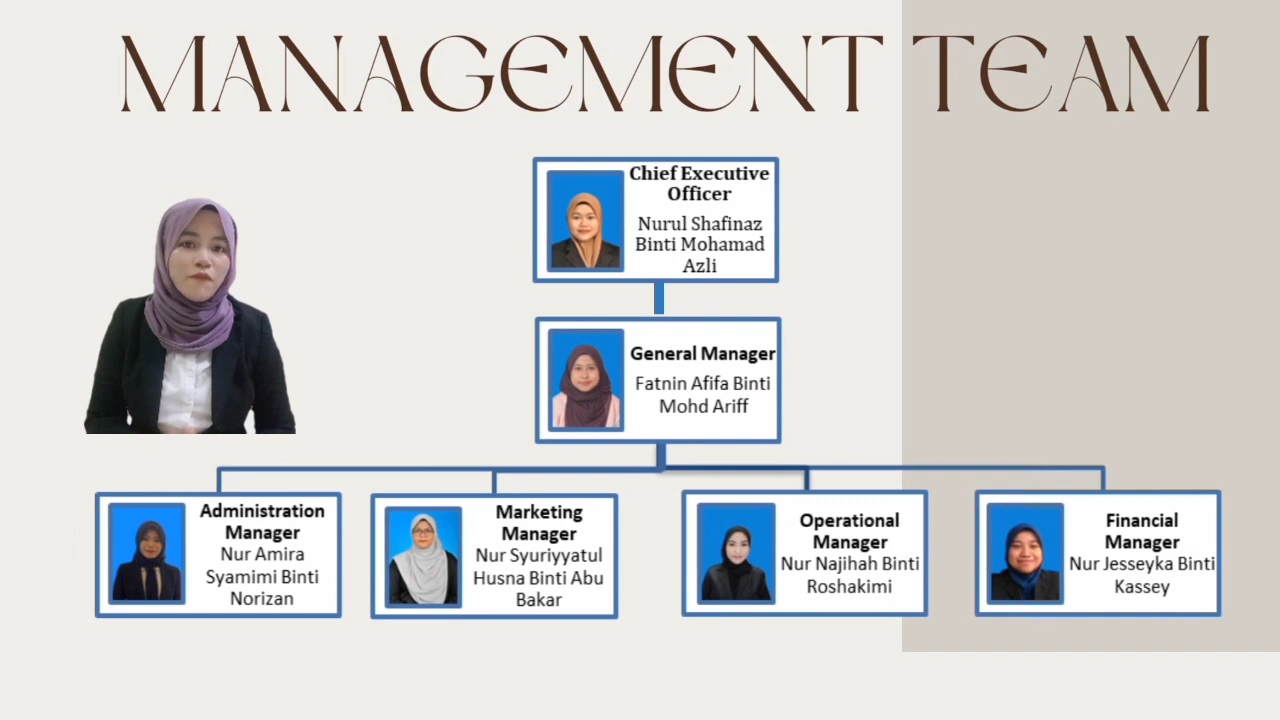 MANAGEMENT TEAM
Chief Executive
Officer
Nurul Shafinaz
Binti Mohamad
Azli
General Manager
Fatnin Afifa Binti
Mohd Ariff
Administration
Manager
Nur Amira
Syamimi Binti
Norizan
Marketing
Manager
Nur Syuriyyatul
Husna Binti Abu
Bakar
Operational
Manager
Nur Najihah Binti
Roshakimi
Financial
Manager
Nur Jesseyka Binti
Kassey